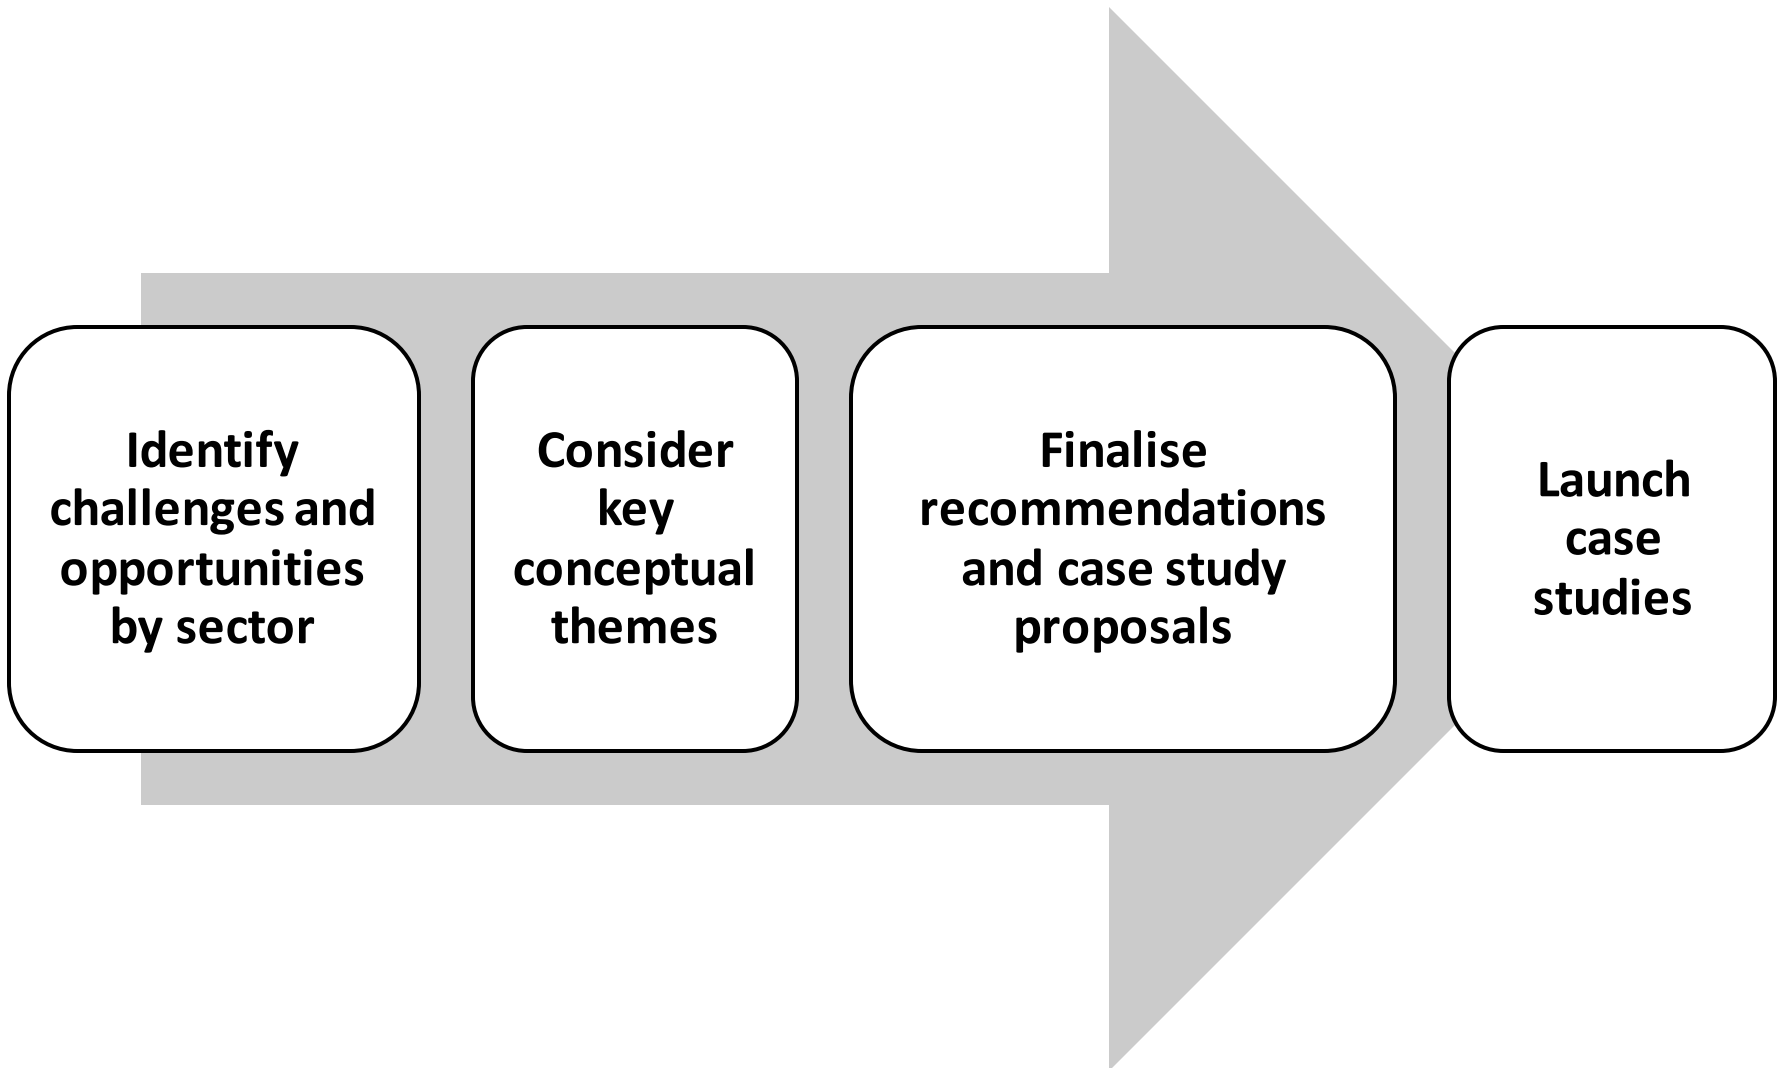 Identify
challenges and
opportunities
by sector
Consider
key
conceptual
themes
Finalise
recommendations
and case study
proposals
Launch
case
studies